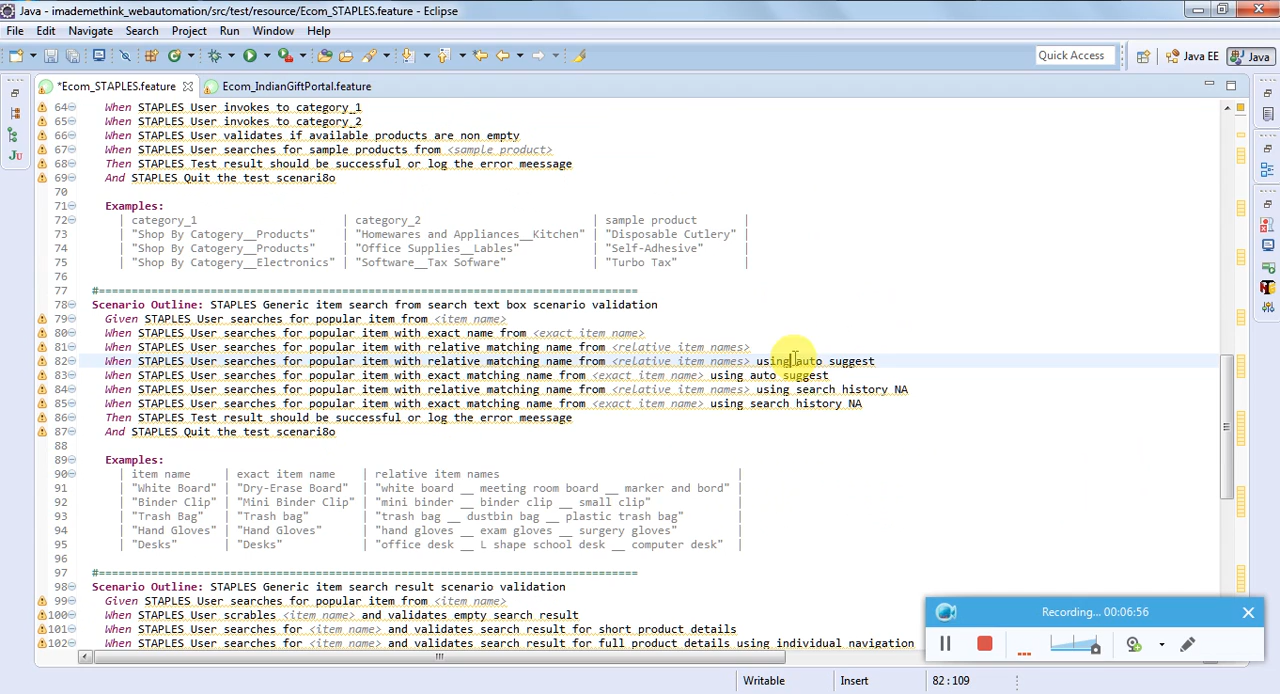 Java - imademethink_webautomation/src/test/resource/Ecom_STAPLES.feature - Eclipse
File Edit Navigate Search Project Run Window Help
Quick Access Java EE Java
*Ecom_STAPLES.feature Ecom_IndianGiftPortal.feature
64 When STAPLES User invokes to category_1
65 When STAPLES User invokes to category_2
66 When STAPLES User validates if available products are non empty
67 When STAPLES User searches for sample products from <sample_product>
68 Then STAPLES Test result should be successful or log the error meessage
69 And STAPLES Quit the test scenari8o
70
71 Examples:
72 | category_1 | category_2 | sample product |
73 | "Shop By Catogery__Products" | "Homewares and Appliances__Kitchen" | "Disposable Cutlery" |
74 | "Shop By Catogery__Products" | "Office Supplies__Lables" | "Self-Adhesive" |
75 | "Shop By Catogery__Electronics" | "Software__Tax Sofware" | "Turbo Tax" |
76
77 #===================================================================================
78 Scenario Outline: STAPLES Generic item search from search text box scenario validation
79 Given STAPLES User searches for popular item from <item name>
80 When STAPLES User searches for popular item with exact name from <exact item name>
81 When STAPLES User searches for popular item with relative matching name from <relative item names>
82 When STAPLES User searches for popular item with relative matching name from <relative item names> using auto suggest
83 When STAPLES User searches for popular item with exact matching name from <exact item name> using auto suggest
84 When STAPLES User searches for popular item with relative matching name from <relative item names> using search history NA
85 When STAPLES User searches for popular item with exact matching name from <exact item name> using search history NA
86 Then STAPLES Test result should be successful or log the error meessage
87 And STAPLES Quit the test scenari8o
88
89 Examples:
90 | item name | exact item name | relative item names |
91 | "White Board" | "Dry-Erase Board" | "white board __ meeting room board __ marker and bord" |
92 | "Binder Clip" | "Mini Binder Clip" | "mini binder __ binder clip __ small clip" |
93 | "Trash Bag" | "Trash bag" | "trash bag __ dustbin bag __ plastic trash bag" |
94 | "Hand Gloves" | "Hand Gloves" | "hand gloves __ exam gloves __ surgery gloves" |
95 | "Desks" | "Desks" | "office desk __ L shape school desk __ computer desk" |
96
97 #===================================================================================
98 Scenario Outline: STAPLES Generic item search result scenario validation
99 Given STAPLES User searches for popular item from <item name>
100 When STAPLES User scrables <item name> and validates empty search result
101 When STAPLES User searches for <item name> and validates search result for short product details
102 When STAPLES User searches for <item name> and validates search result for full product details using individual navigation
Recording... 00:06:56
Writable Insert 82 : 109